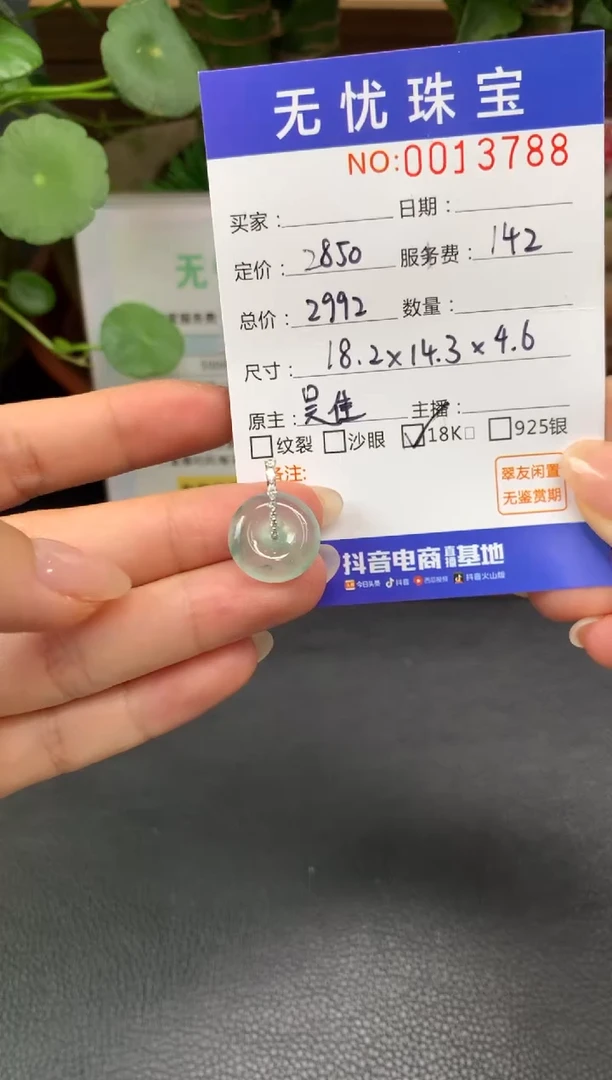 无忧珠宝
NO:0013788
买家： 日期：
定价：2850 服务费：142
总价：2992 数量：
尺寸：18.2×14.3×4.6
原主：吴佳 主播：
□纹裂 □沙眼 ☑18K□ □925银
备注:
翠友闲置
无鉴赏期
抖音电商直播基地
今日头条 抖音 西瓜视频 抖音火山版
无